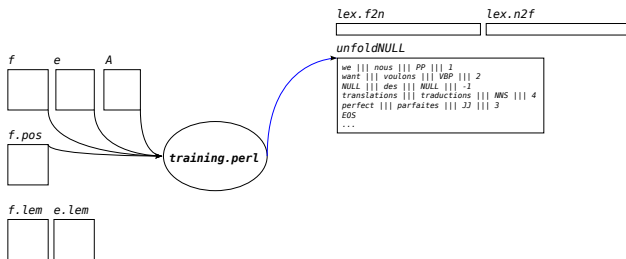 lex.f2n lex.n2f
unfoldNULL
we ||| nous ||| PP ||| 1
want ||| voulons ||| VBP ||| 2
NULL ||| des ||| NULL ||| -1
translations ||| traductions ||| NNS ||| 4
perfect ||| parfaites ||| JJ ||| 3
EOS
...
f e A
f.pos
training.perl
f.lem e.lem